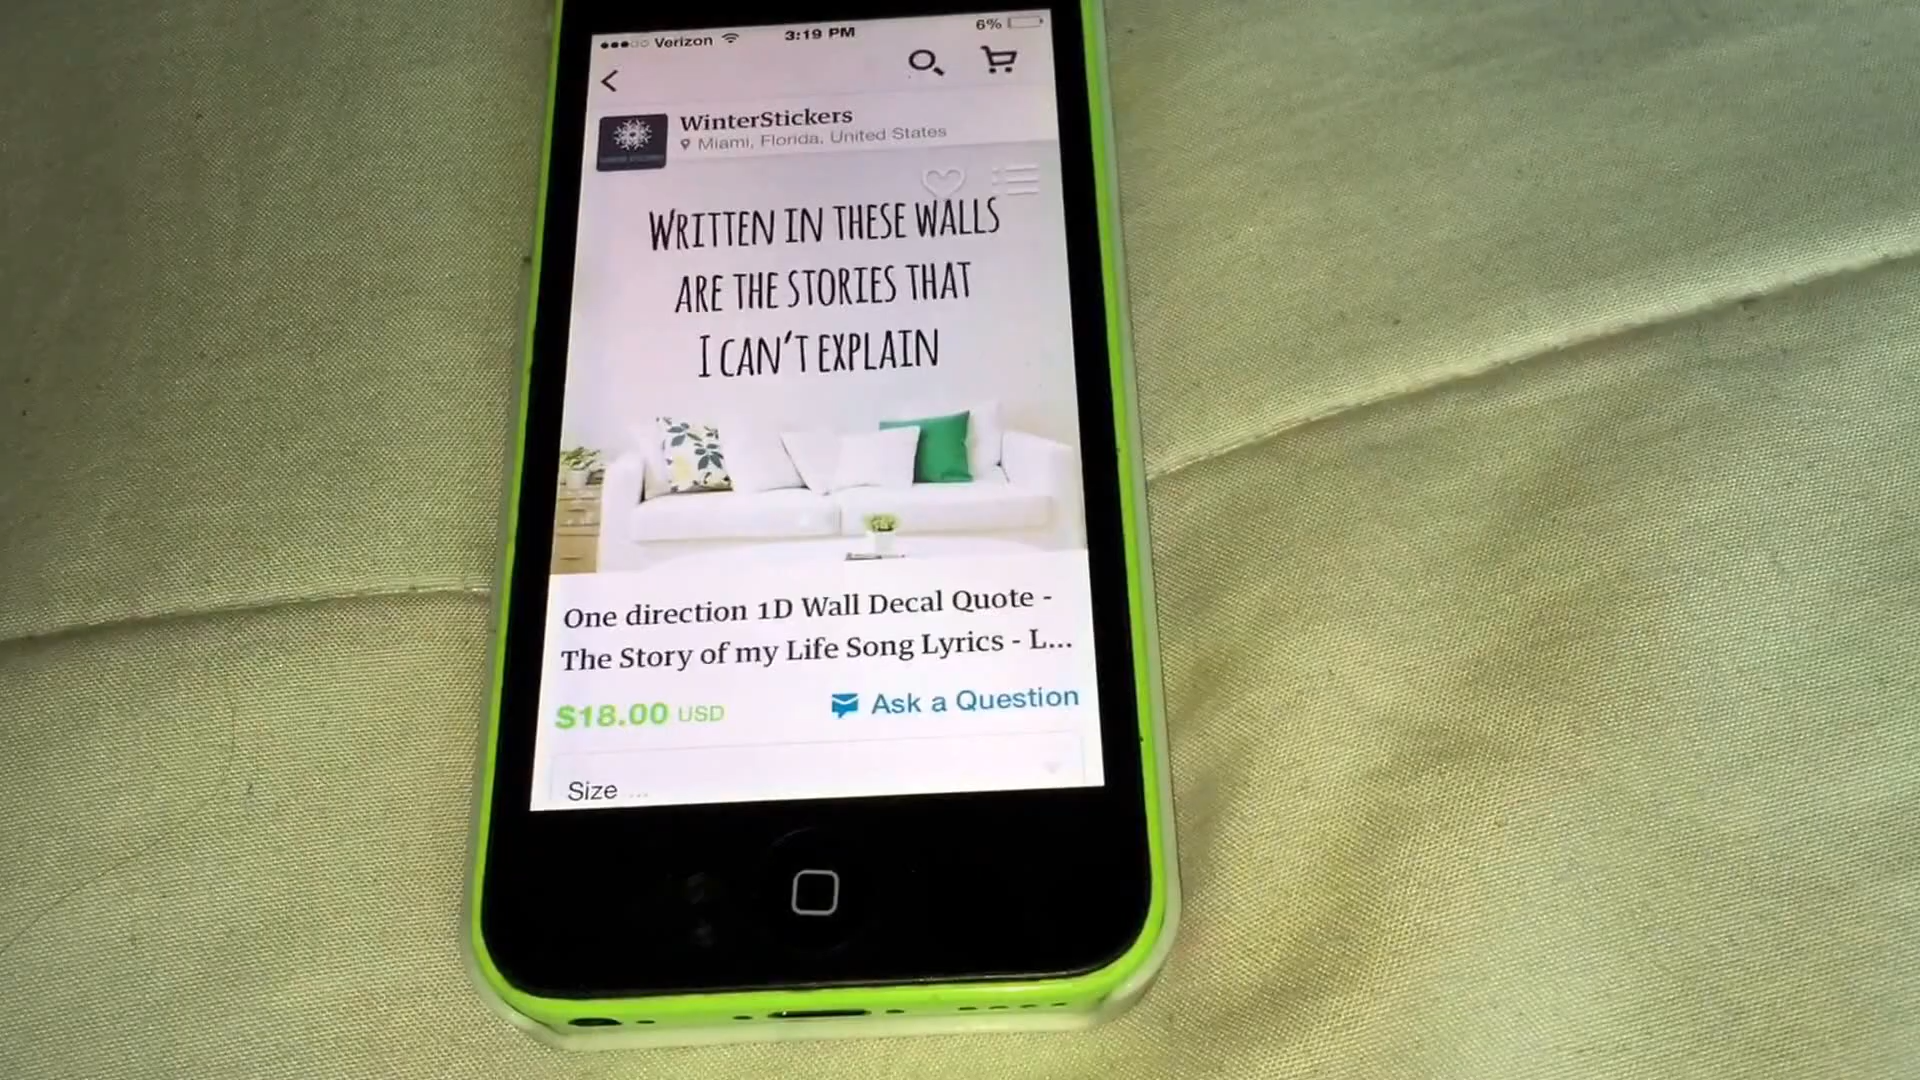 Verizon 3:19 PM 6%
WinterStickers
Miami, Florida, United States
WRITTEN IN THESE WALLS
ARE THE STORIES THAT
I CAN'T EXPLAIN
One direction 1D Wall Decal Quote -
The Story of my Life Song Lyrics - L...
$18.00 USD Ask a Question
Size ...